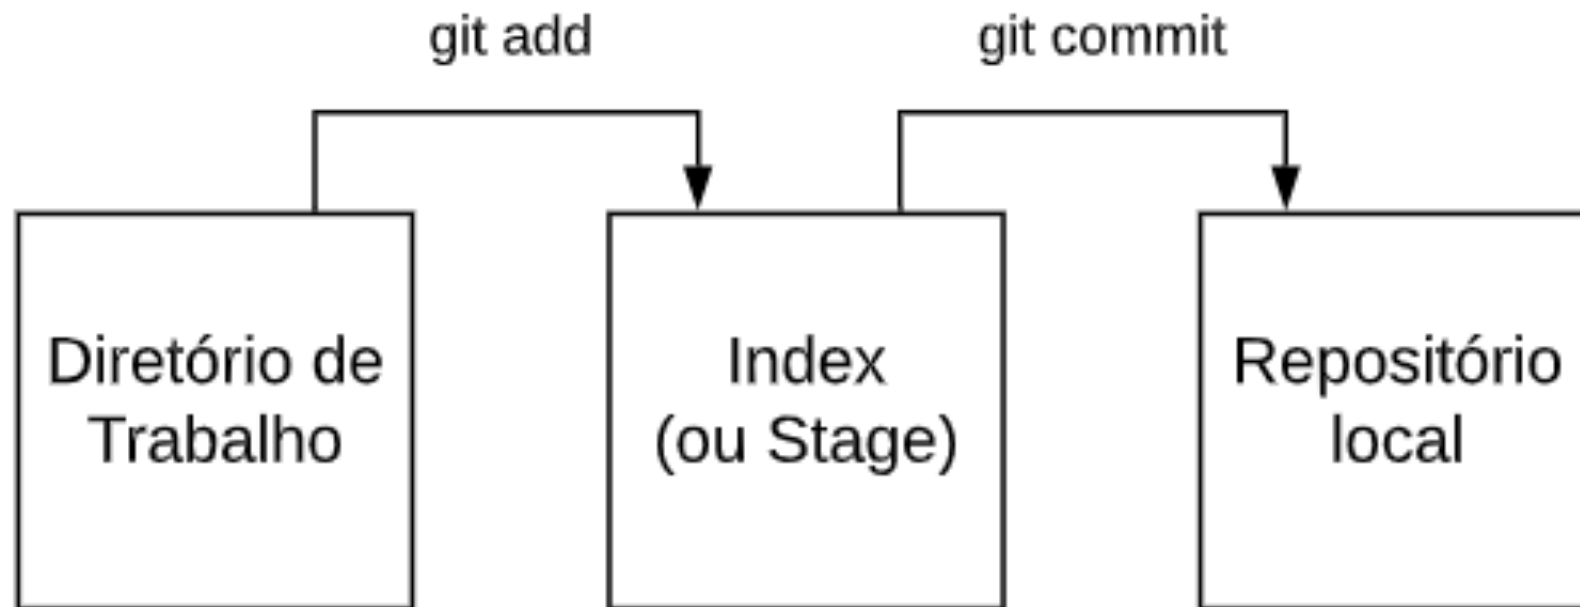 git add
git commit
Diretório de
Trabalho
Index
(ou Stage)
Repositório
local